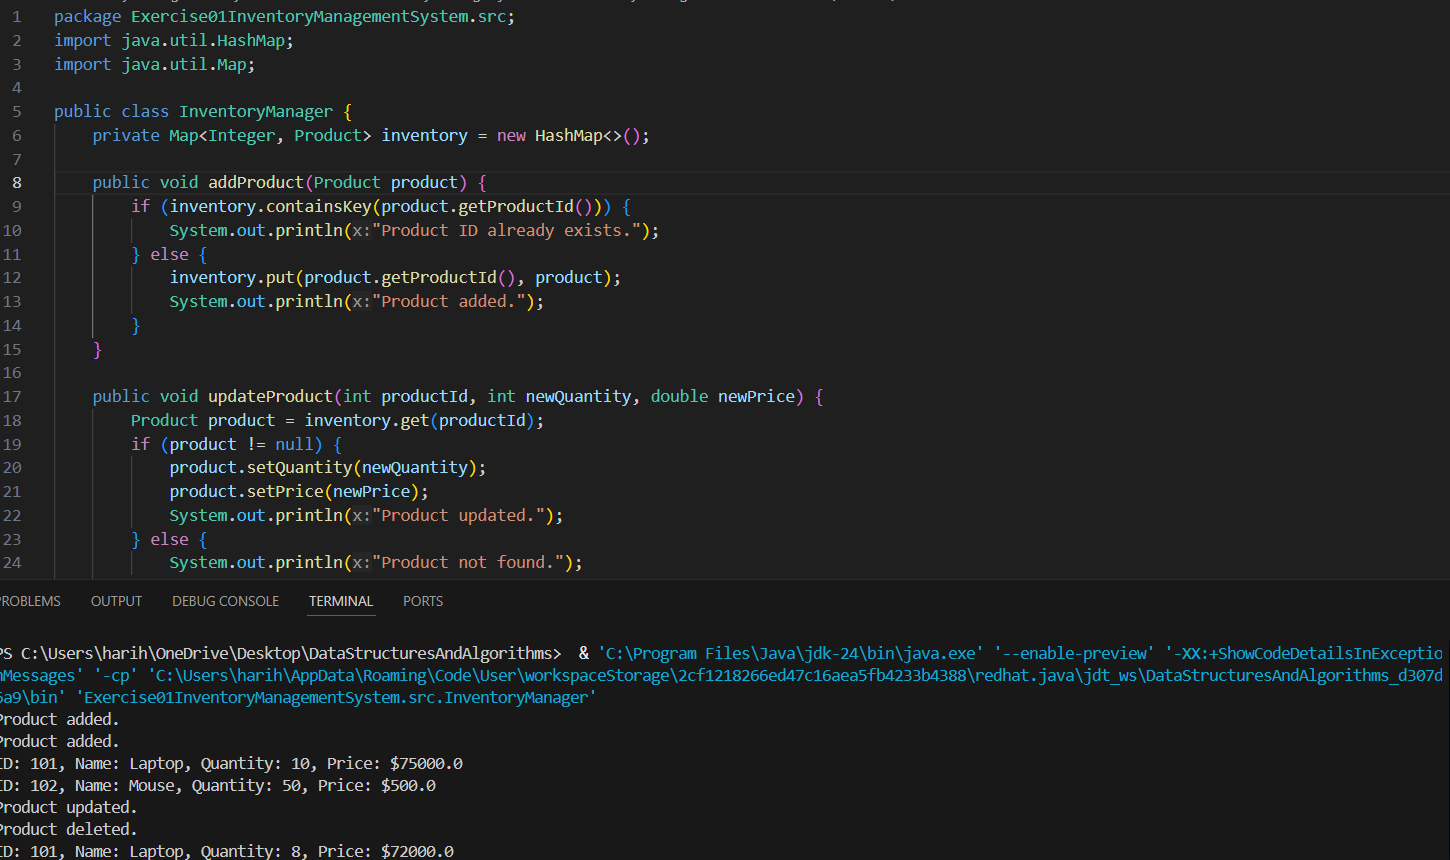 1 package Exercise01InventoryManagementSystem.src;
2 import java.util.HashMap;
3 import java.util.Map;
4
5 public class InventoryManager {
6 private Map<Integer, Product> inventory = new HashMap<>();
7
8 public void addProduct(Product product) {
9 if (inventory.containsKey(product.getProductId())) {
10 System.out.println(x:"Product ID already exists.");
11 } else {
12 inventory.put(product.getProductId(), product);
13 System.out.println(x:"Product added.");
14 }
15 }
16
17 public void updateProduct(int productId, int newQuantity, double newPrice) {
18 Product product = inventory.get(productId);
19 if (product != null) {
20 product.setQuantity(newQuantity);
21 product.setPrice(newPrice);
22 System.out.println(x:"Product updated.");
23 } else {
24 System.out.println(x:"Product not found.");
PROBLEMS OUTPUT DEBUG CONSOLE TERMINAL PORTS
PS C:\Users\harih\OneDrive\Desktop\DataStructuresAndAlgorithms> & 'C:\Program Files\Java\jdk-24\bin\java.exe' '--enable-preview' '-XX:+ShowCodeDetailsInExceptio
nMessages' '-cp' 'C:\Users\harih\AppData\Roaming\Code\User\workspaceStorage\2cf1218266ed47c16aea5fb4233b4388\redhat.java\jdt_ws\DataStructuresAndAlgorithms_d307d
6a9\bin' 'Exercise01InventoryManagementSystem.src.InventoryManager'
Product added.
Product added.
ID: 101, Name: Laptop, Quantity: 10, Price: $75000.0
ID: 102, Name: Mouse, Quantity: 50, Price: $500.0
Product updated.
Product deleted.
ID: 101, Name: Laptop, Quantity: 8, Price: $72000.0